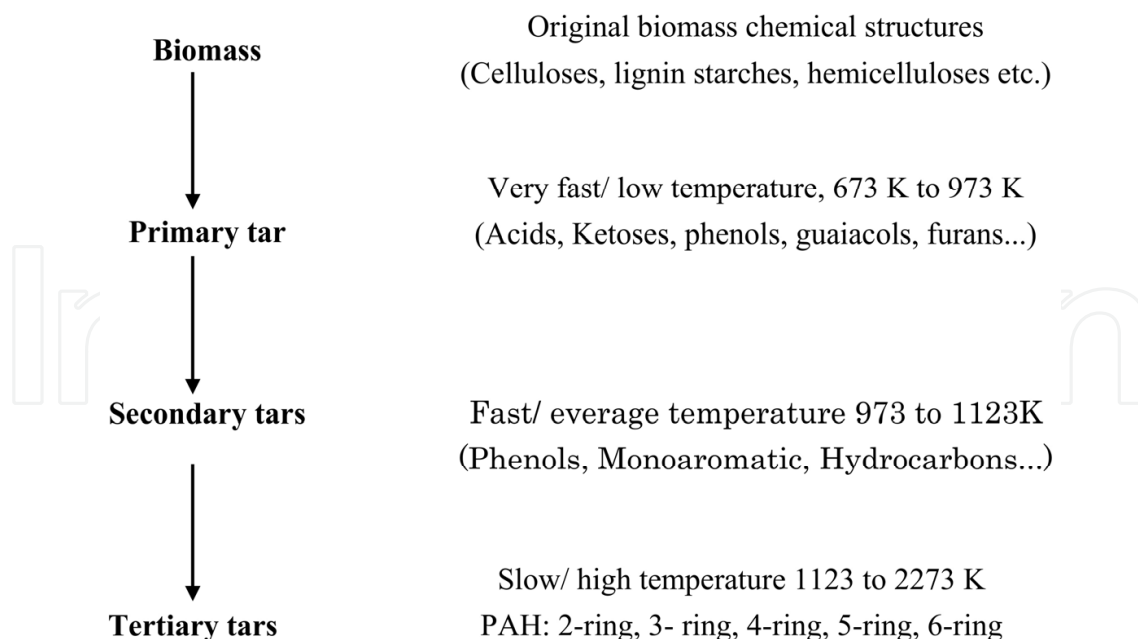 Biomass
Original biomass chemical structures
(Celluloses, lignin starches, hemicelluloses etc.)
Primary tar
Very fast/ low temperature, 673 K to 973 K
(Acids, Ketoses, phenols, guaiacols, furans...)
Secondary tars
Fast/ everage temperature 973 to 1123K
(Phenols, Monoaromatic, Hydrocarbons...)
Tertiary tars
Slow/ high temperature 1123 to 2273 K
PAH: 2-ring, 3- ring, 4-ring, 5-ring, 6-ring